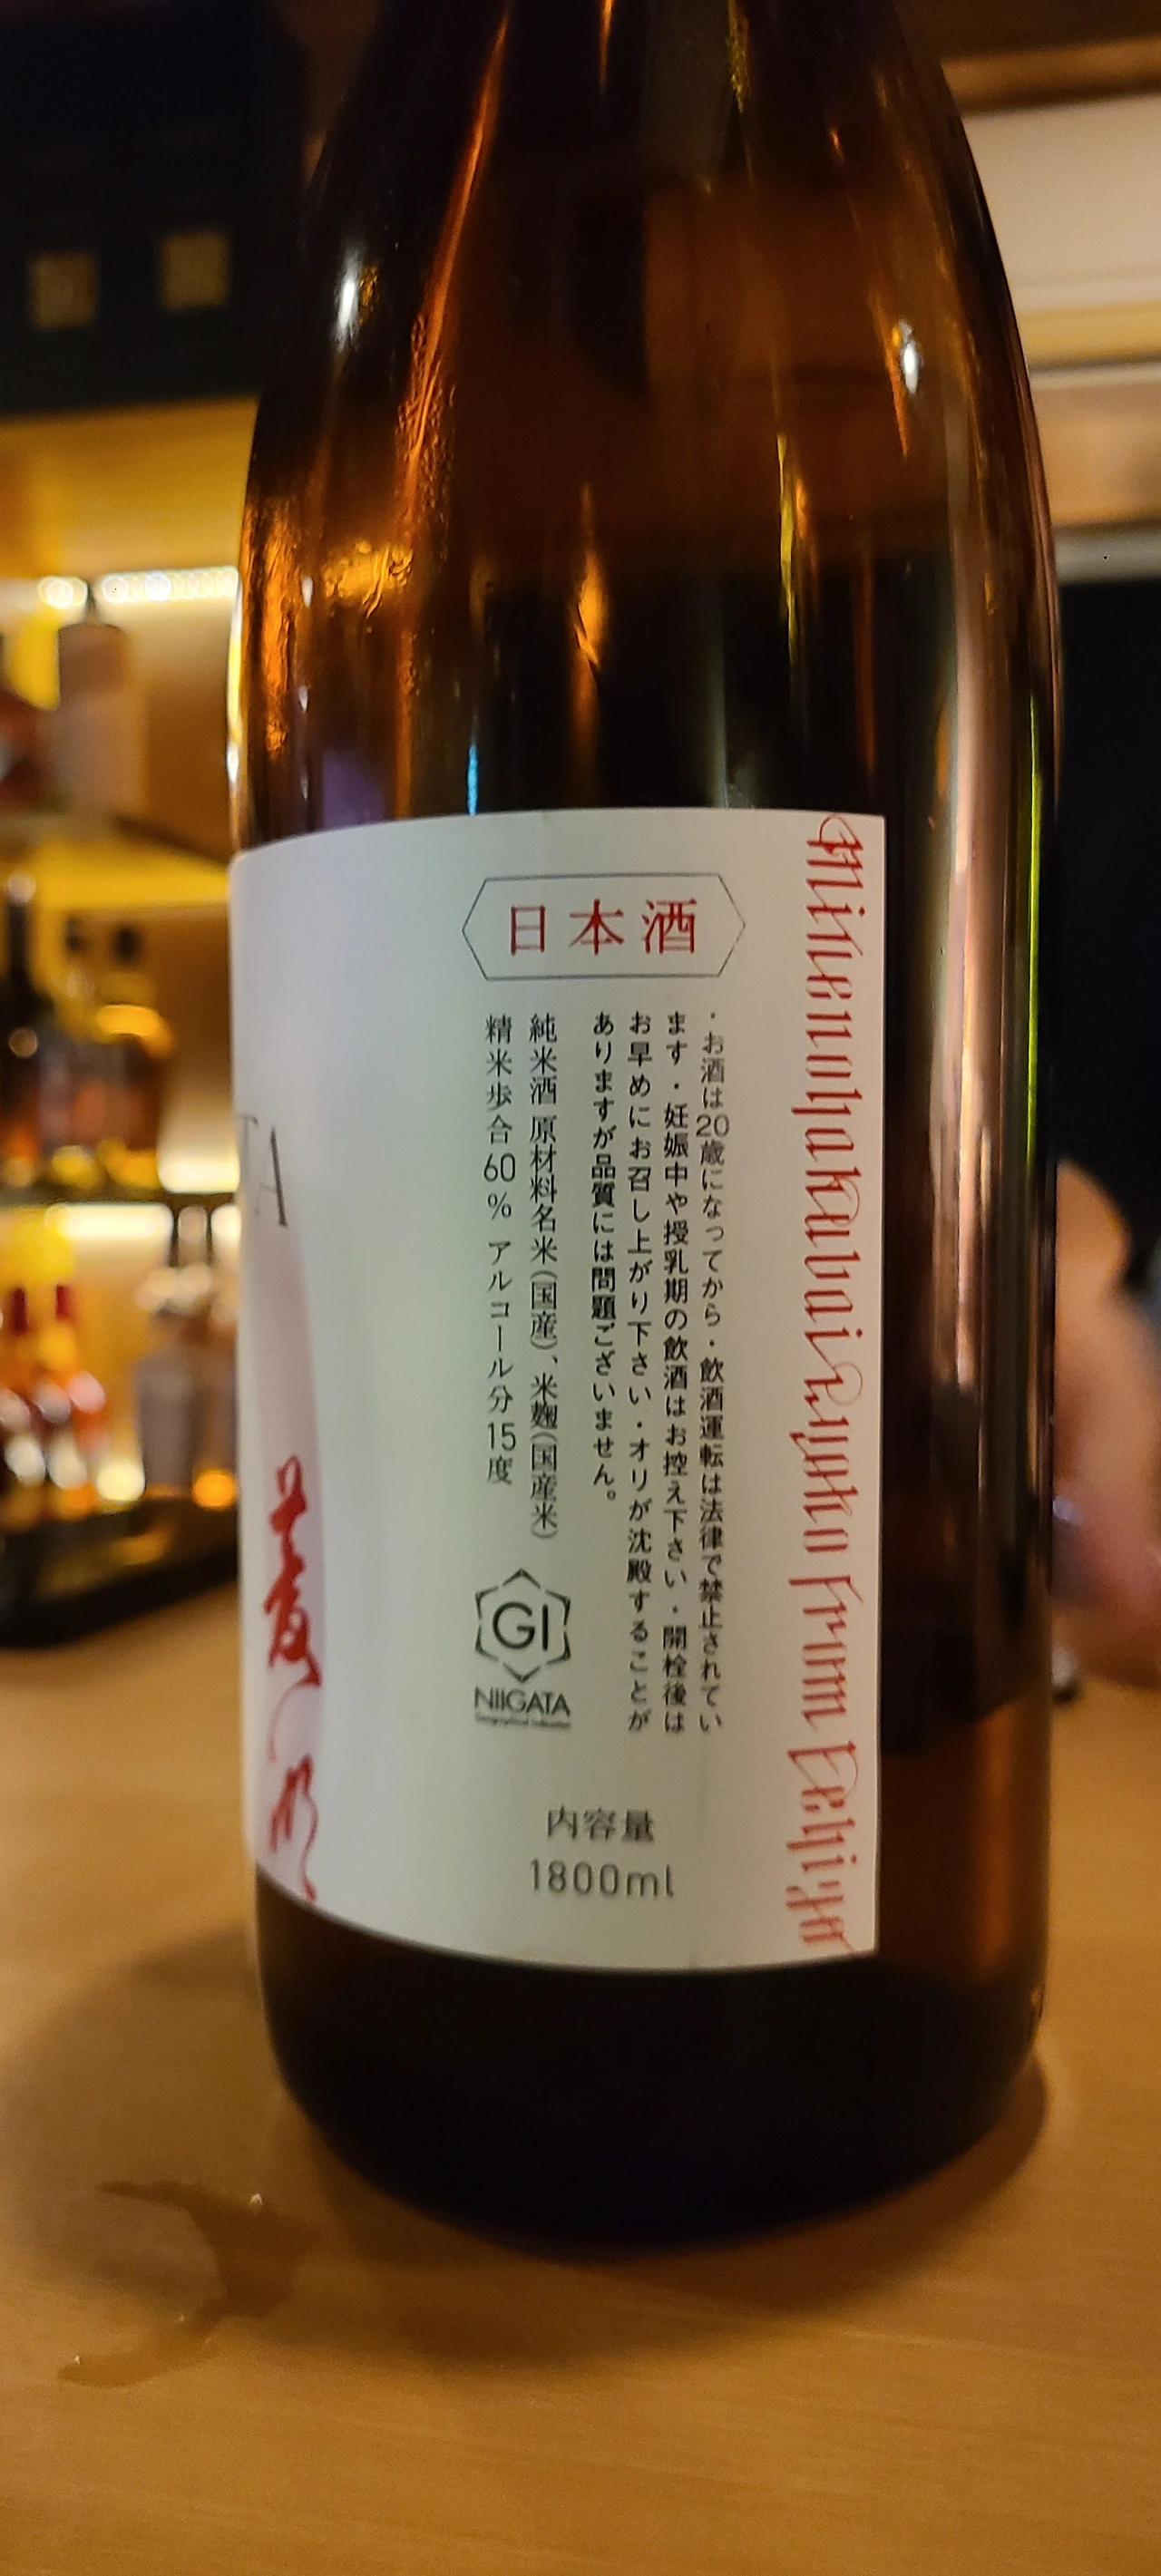 日本酒
・お酒は20歳になってから・飲酒運転は法律で禁止されてい
ます・妊娠中や授乳期の飲酒はお控え下さい・開栓後は
お早めにお召し上がり下さい・オリが沈殿することが
ありますが品質には問題ございません。
純米酒 原材料名米(国産)、米麹(国産米)
精米歩合60% アルコール分15度
GI
NIIGATA
Geographical Indication
内容量
1800ml
Minenohakubai Ryoko From Echigo
TA